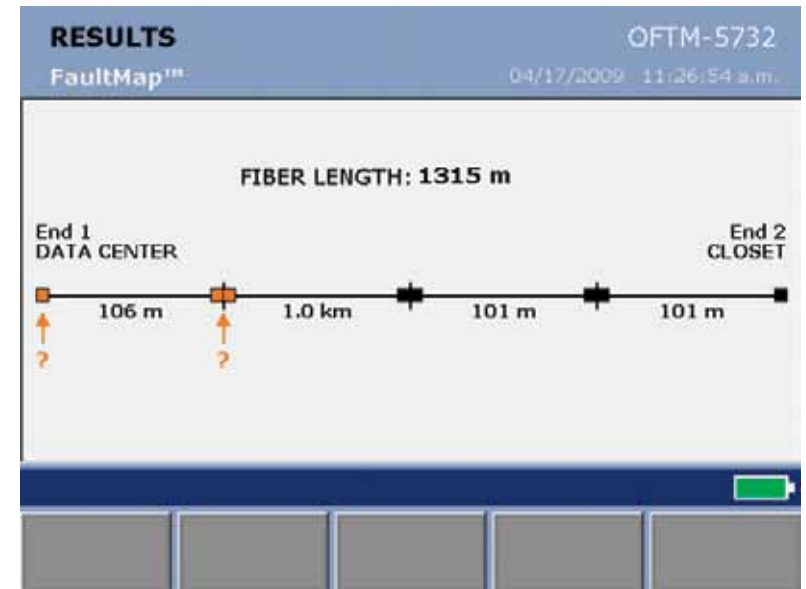 RESULTS OFTM-5732
FaultMap™ 04/17/2009 11:26:54 a.m.
FIBER LENGTH: 1315 m
End 1 End 2
DATA CENTER CLOSET
106 m 1.0 km 101 m 101 m
? ?